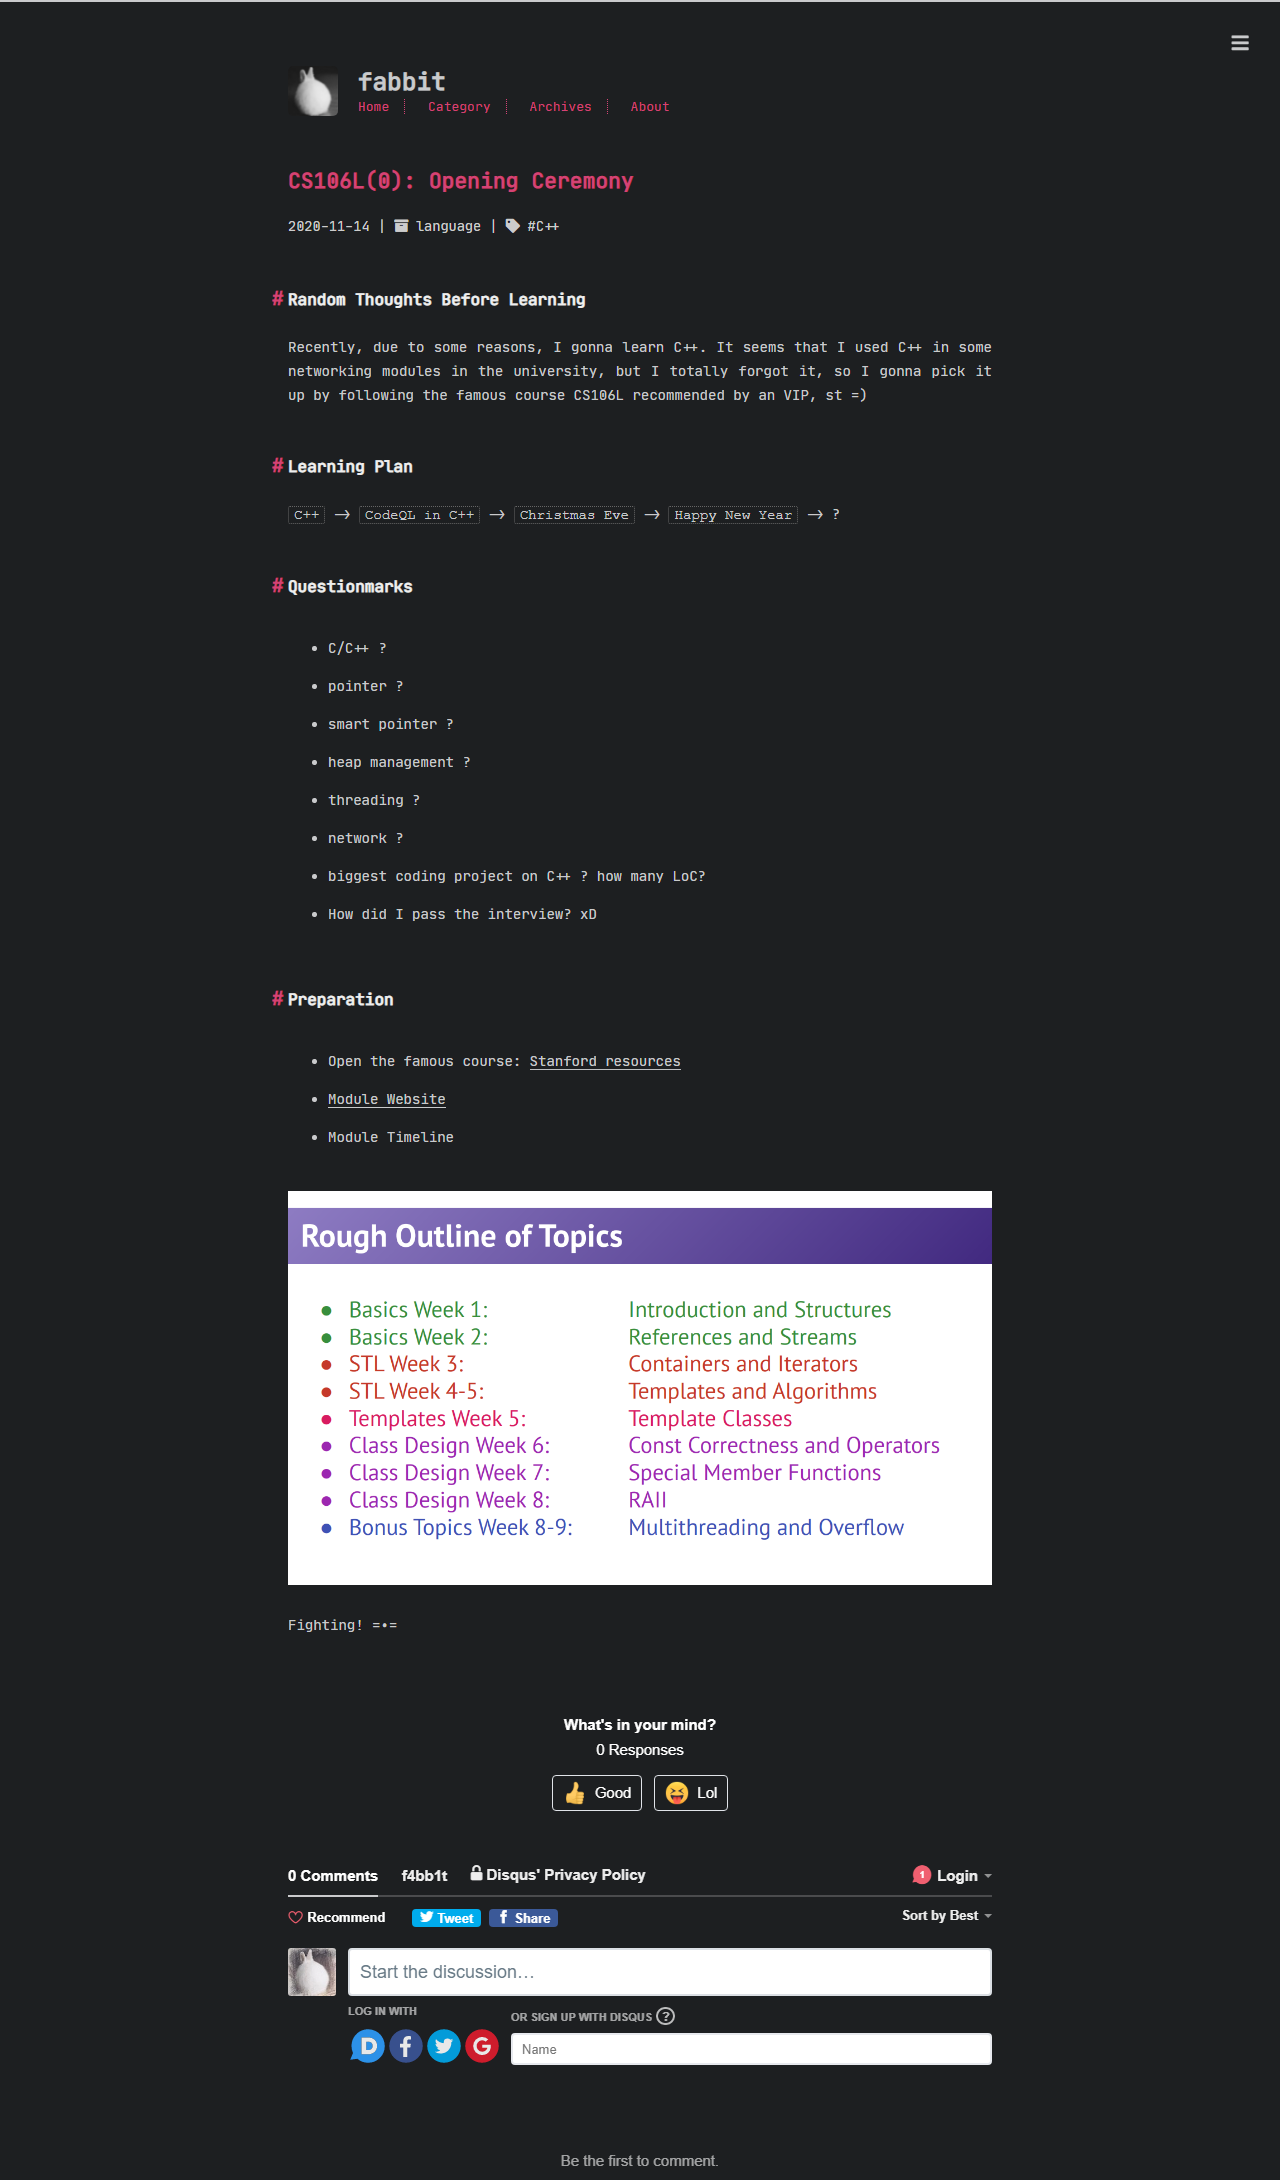 fabbit
Home Category Archives About
CS106L(0): Opening Ceremony
2020-11-14 | language | #C++
# Random Thoughts Before Learning
Recently, due to some reasons, I gonna learn C++. It seems that I used C++ in some
networking modules in the university, but I totally forgot it, so I gonna pick it
up by following the famous course CS106L recommended by an VIP, st =)
# Learning Plan
C++ → CodeQL in C++ → Christmas Eve → Happy New Year → ?
# Questionmarks
• C/C++ ?
• pointer ?
• smart pointer ?
• heap management ?
• threading ?
• network ?
• biggest coding project on C++ ? how many LoC?
• How did I pass the interview? xD
# Preparation
• Open the famous course: Stanford resources
• Module Website
• Module Timeline
Rough Outline of Topics
• Basics Week 1: Introduction and Structures
• Basics Week 2: References and Streams
• STL Week 3: Containers and Iterators
• STL Week 4-5: Templates and Algorithms
• Templates Week 5: Template Classes
• Class Design Week 6: Const Correctness and Operators
• Class Design Week 7: Special Member Functions
• Class Design Week 8: RAII
• Bonus Topics Week 8-9: Multithreading and Overflow
Fighting! =•=
What's in your mind?
0 Responses
Good Lol
0 Comments f4bb1t Disqus' Privacy Policy 1 Login
Recommend Tweet Share Sort by Best
Start the discussion…
LOG IN WITH
OR SIGN UP WITH DISQUS ?
Name
Be the first to comment.